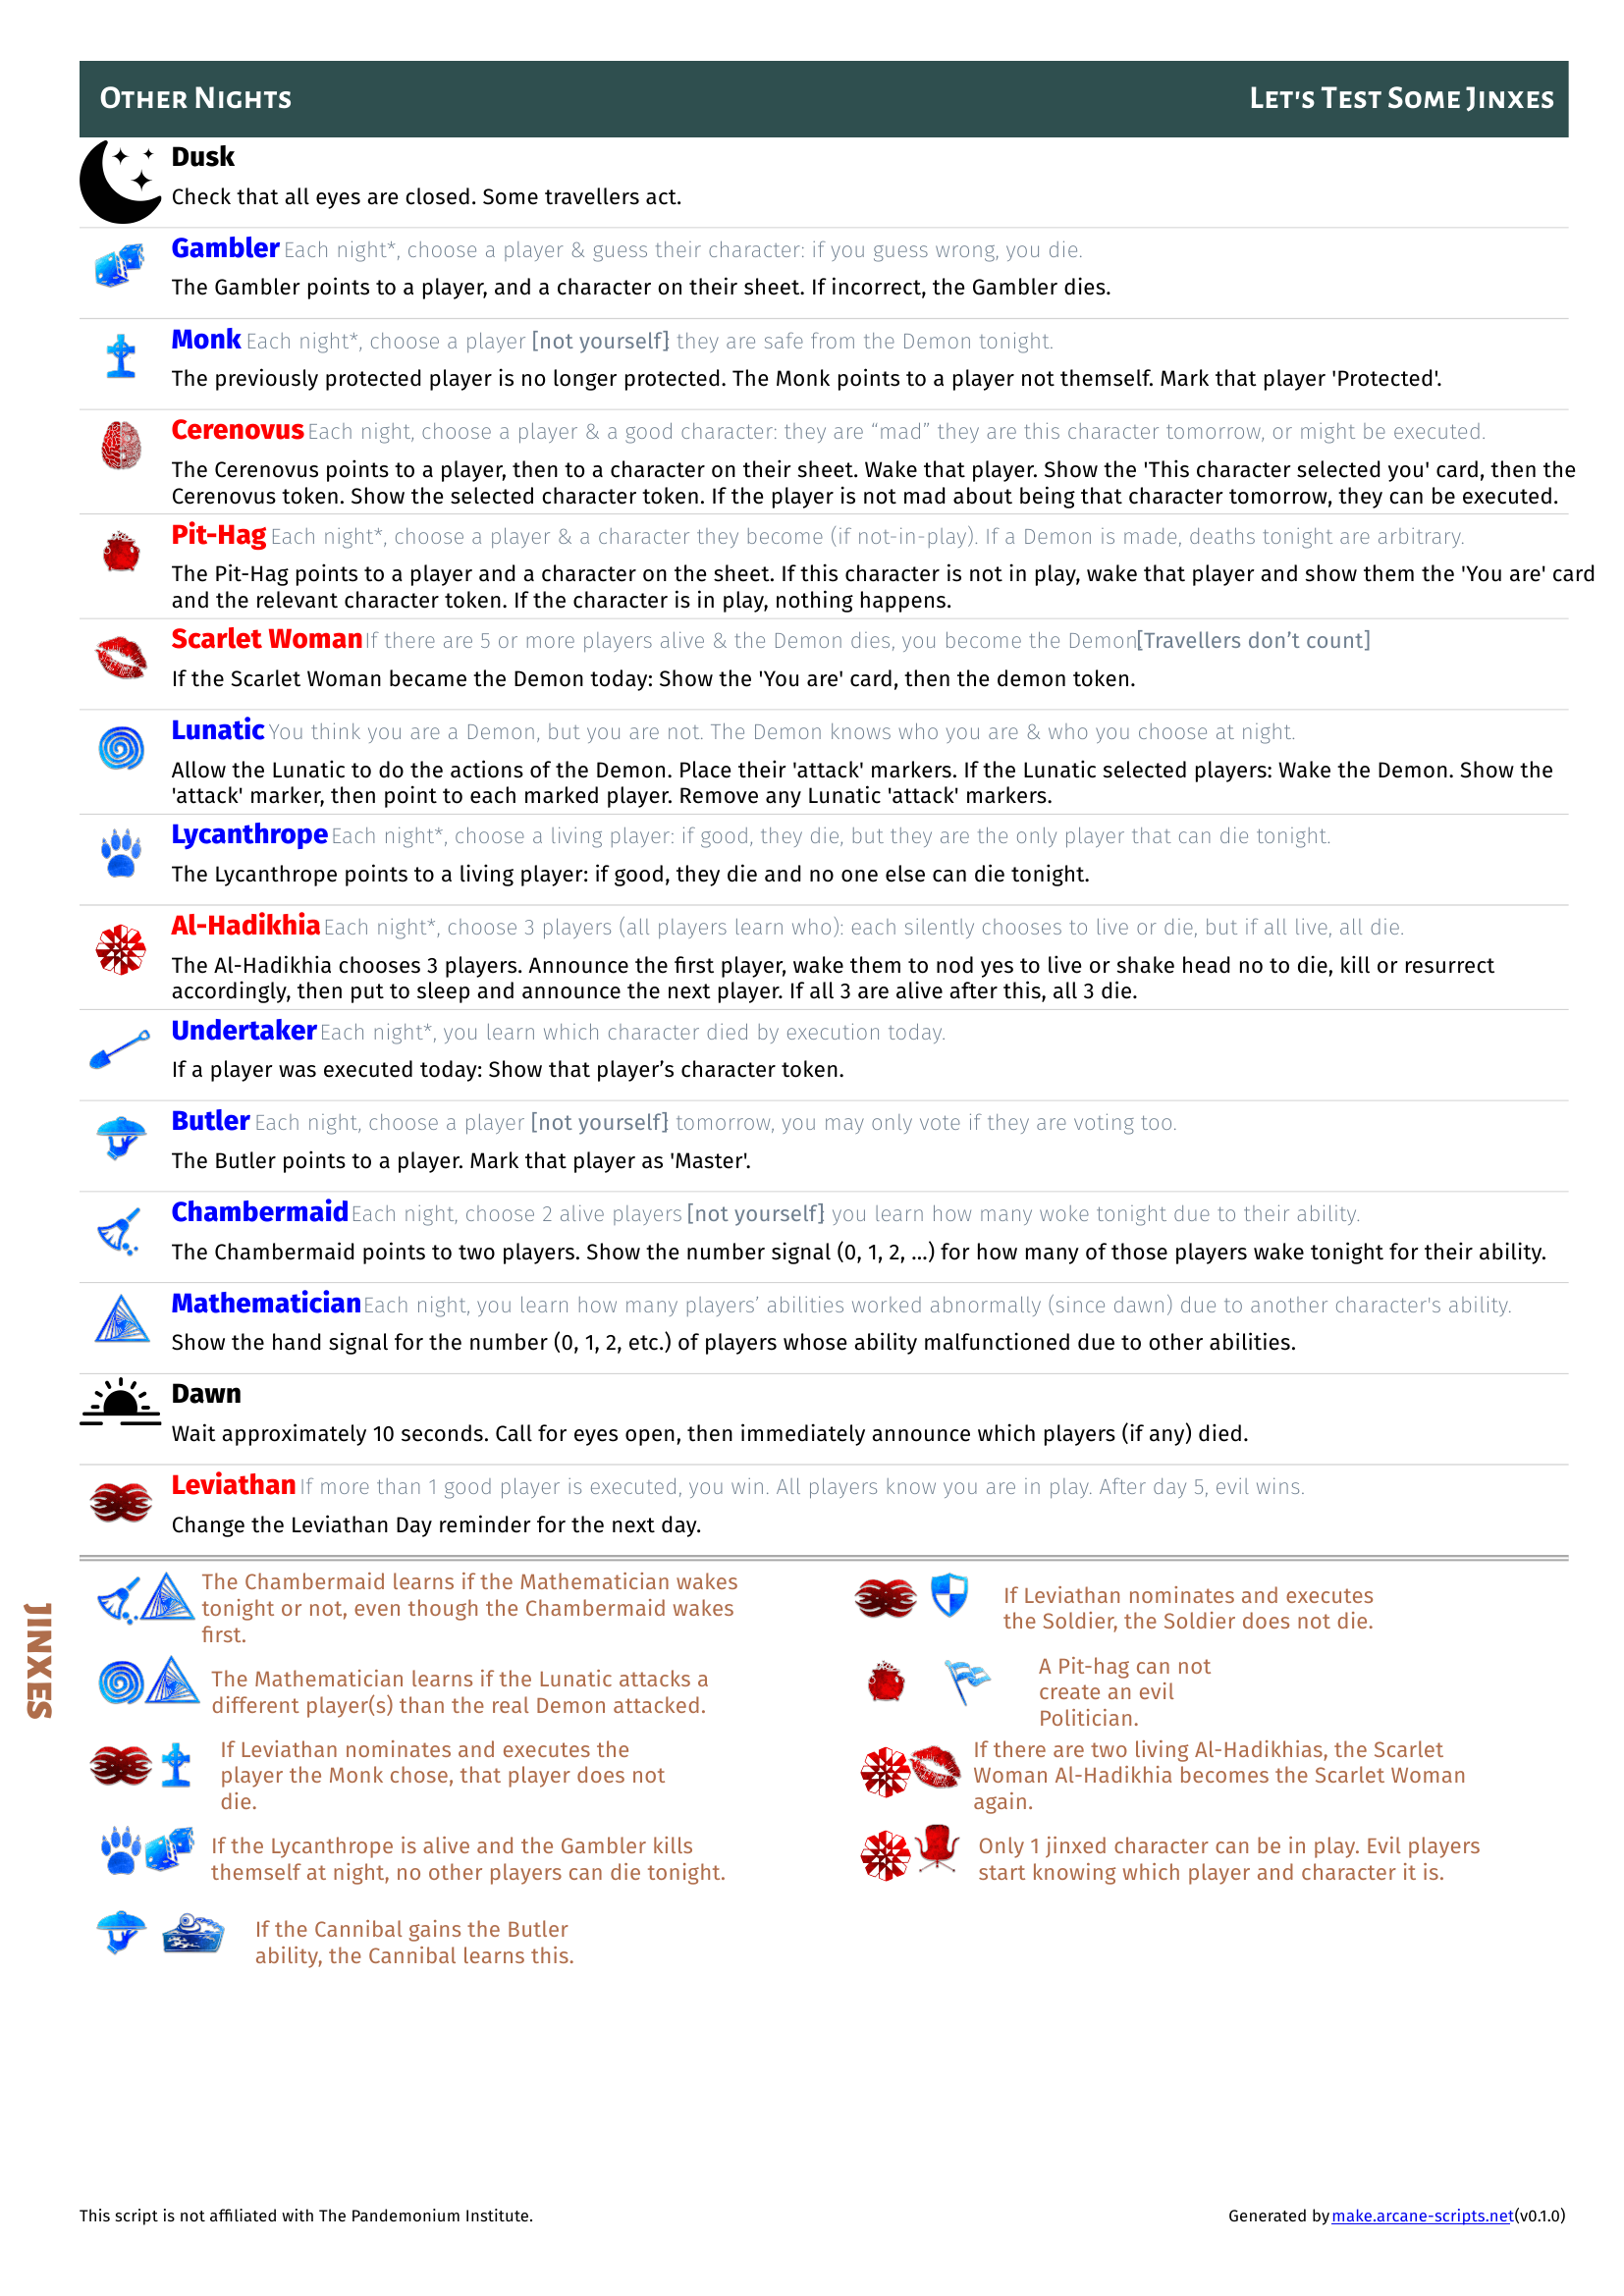 Other Nights
Let's Test Some Jinxes
Dusk
Check that all eyes are closed. Some travellers act.
Gambler Each night*, choose a player & guess their character: if you guess wrong, you die.
The Gambler points to a player, and a character on their sheet. If incorrect, the Gambler dies.
Monk Each night*, choose a player [not yourself]: they are safe from the Demon tonight.
The previously protected player is no longer protected. The Monk points to a player not themself. Mark that player 'Protected'.
Cerenovus Each night, choose a player & a good character: they are “mad” they are this character tomorrow, or might be executed.
The Cerenovus points to a player, then to a character on their sheet. Wake that player. Show the 'This character selected you' card, then the
Cerenovus token. Show the selected character token. If the player is not mad about being that character tomorrow, they can be executed.
Pit-Hag Each night*, choose a player & a character they become (if not-in-play). If a Demon is made, deaths tonight are arbitrary.
The Pit-Hag points to a player and a character on the sheet. If this character is not in play, wake that player and show them the 'You are' card
and the relevant character token. If the character is in play, nothing happens.
Scarlet Woman If there are 5 or more players alive & the Demon dies, you become the Demon [Travellers don’t count]
If the Scarlet Woman became the Demon today: Show the 'You are' card, then the demon token.
Lunatic You think you are a Demon, but you are not. The Demon knows who you are & who you choose at night.
Allow the Lunatic to do the actions of the Demon. Place their 'attack' markers. If the Lunatic selected players: Wake the Demon. Show the
'attack' marker, then point to each marked player. Remove any Lunatic 'attack' markers.
Lycanthrope Each night*, choose a living player: if good, they die, but they are the only player that can die tonight.
The Lycanthrope points to a living player: if good, they die and no one else can die tonight.
Al-Hadikhia Each night*, choose 3 players (all players learn who): each silently chooses to live or die, but if all live, all die.
The Al-Hadikhia chooses 3 players. Announce the first player, wake them to nod yes to live or shake head no to die, kill or resurrect
accordingly, then put to sleep and announce the next player. If all 3 are alive after this, all 3 die.
Undertaker Each night*, you learn which character died by execution today.
If a player was executed today: Show that player’s character token.
Butler Each night, choose a player [not yourself]: tomorrow, you may only vote if they are voting too.
The Butler points to a player. Mark that player as 'Master'.
Chambermaid Each night, choose 2 alive players [not yourself]: you learn how many woke tonight due to their ability.
The Chambermaid points to two players. Show the number signal (0, 1, 2, ...) for how many of those players wake tonight for their ability.
Mathematician Each night, you learn how many players’ abilities worked abnormally (since dawn) due to another character's ability.
Show the hand signal for the number (0, 1, 2, etc.) of players whose ability malfunctioned due to other abilities.
Dawn
Wait approximately 10 seconds. Call for eyes open, then immediately announce which players (if any) died.
Leviathan If more than 1 good player is executed, you win. All players know you are in play. After day 5, evil wins.
Change the Leviathan Day reminder for the next day.
JINXES
The Chambermaid learns if the Mathematician wakes
tonight or not, even though the Chambermaid wakes
first.
If Leviathan nominates and executes
the Soldier, the Soldier does not die.
The Mathematician learns if the Lunatic attacks a
different player(s) than the real Demon attacked.
A Pit-hag can not
create an evil
Politician.
If Leviathan nominates and executes the
player the Monk chose, that player does not
die.
If there are two living Al-Hadikhias, the Scarlet
Woman Al-Hadikhia becomes the Scarlet Woman
again.
If the Lycanthrope is alive and the Gambler kills
themself at night, no other players can die tonight.
Only 1 jinxed character can be in play. Evil players
start knowing which player and character it is.
If the Cannibal gains the Butler
ability, the Cannibal learns this.
This script is not affiliated with The Pandemonium Institute.
Generated by make.arcane-scripts.net (v0.1.0)